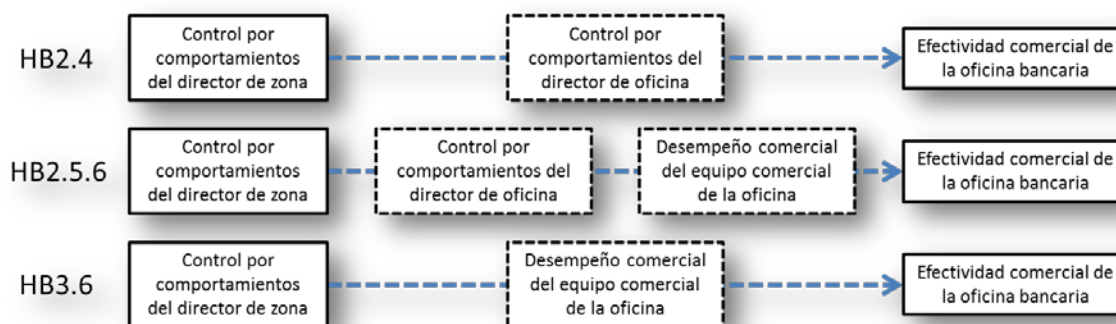 HB2.4
Control por
comportamientos
del director de zona
Control por
comportamientos del
director de oficina
Efectividad comercial de
la oficina bancaria
HB2.5.6
Control por
comportamientos
del director de zona
Control por
comportamientos del
director de oficina
Desempeño comercial
del equipo comercial
de la oficina
Efectividad comercial de
la oficina bancaria
HB3.6
Control por
comportamientos
del director de zona
Desempeño comercial
del equipo comercial
de la oficina
Efectividad comercial de
la oficina bancaria